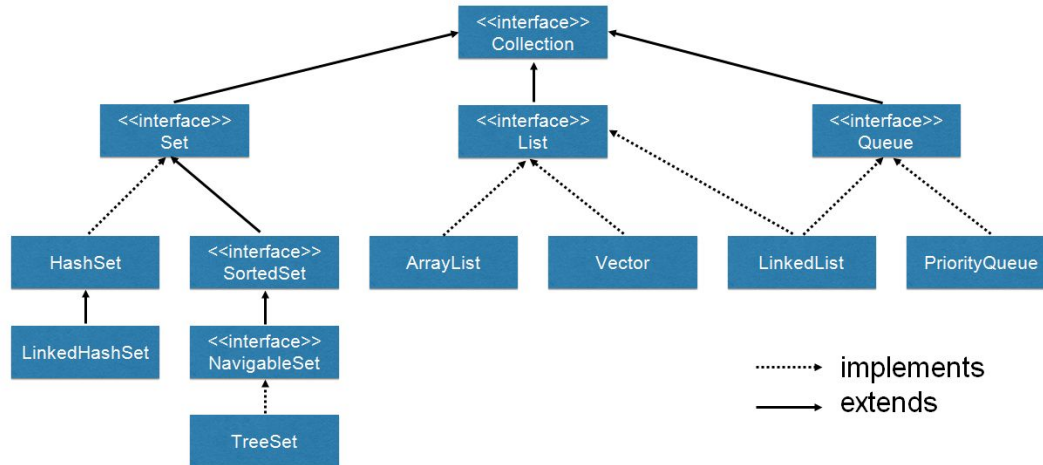 <<interface>>
Collection
<<interface>>
Set
<<interface>>
List
<<interface>>
Queue
HashSet
<<interface>>
SortedSet
ArrayList
Vector
LinkedList
PriorityQueue
LinkedHashSet
<<interface>>
NavigableSet
TreeSet
implements
extends